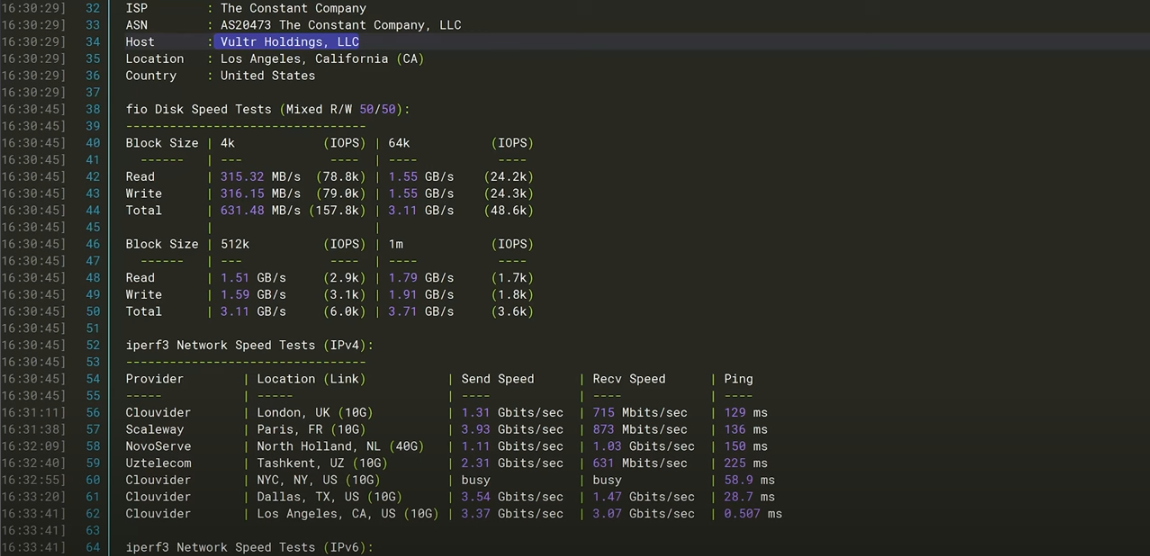 16:30:29] 32 ISP : The Constant Company
16:30:29] 33 ASN : AS20473 The Constant Company, LLC
16:30:29] 34 Host : Vultr Holdings, LLC
16:30:29] 35 Location : Los Angeles, California (CA)
16:30:29] 36 Country : United States
16:30:29] 37
16:30:45] 38 fio Disk Speed Tests (Mixed R/W 50/50):
16:30:45] 39 ---------------------------------
16:30:45] 40 Block Size | 4k (IOPS) | 64k (IOPS)
16:30:45] 41 ------ | --- ---- | ---- ----
16:30:45] 42 Read | 315.32 MB/s (78.8k) | 1.55 GB/s (24.2k)
16:30:45] 43 Write | 316.15 MB/s (79.0k) | 1.55 GB/s (24.3k)
16:30:45] 44 Total | 631.48 MB/s (157.8k) | 3.11 GB/s (48.6k)
16:30:45] 45 | |
16:30:45] 46 Block Size | 512k (IOPS) | 1m (IOPS)
16:30:45] 47 ------ | --- ---- | ---- ----
16:30:45] 48 Read | 1.51 GB/s (2.9k) | 1.79 GB/s (1.7k)
16:30:45] 49 Write | 1.59 GB/s (3.1k) | 1.91 GB/s (1.8k)
16:30:45] 50 Total | 3.11 GB/s (6.0k) | 3.71 GB/s (3.6k)
16:30:45] 51
16:30:45] 52 iperf3 Network Speed Tests (IPv4):
16:30:45] 53 ---------------------------------
16:30:45] 54 Provider | Location (Link) | Send Speed | Recv Speed | Ping
16:30:45] 55 ----- | ----- | ---- | ---- | ----
16:31:11] 56 Clouvider | London, UK (10G) | 1.31 Gbits/sec | 715 Mbits/sec | 129 ms
16:31:38] 57 Scaleway | Paris, FR (10G) | 3.93 Gbits/sec | 873 Mbits/sec | 136 ms
16:32:09] 58 NovoServe | North Holland, NL (40G) | 1.11 Gbits/sec | 1.03 Gbits/sec | 150 ms
16:32:40] 59 Uztelecom | Tashkent, UZ (10G) | 2.31 Gbits/sec | 631 Mbits/sec | 225 ms
16:32:55] 60 Clouvider | NYC, NY, US (10G) | busy | busy | 58.9 ms
16:33:20] 61 Clouvider | Dallas, TX, US (10G) | 3.54 Gbits/sec | 1.47 Gbits/sec | 28.7 ms
16:33:41] 62 Clouvider | Los Angeles, CA, US (10G) | 3.37 Gbits/sec | 3.07 Gbits/sec | 0.507 ms
16:33:41] 63
16:33:41] 64 iperf3 Network Speed Tests (IPv6):